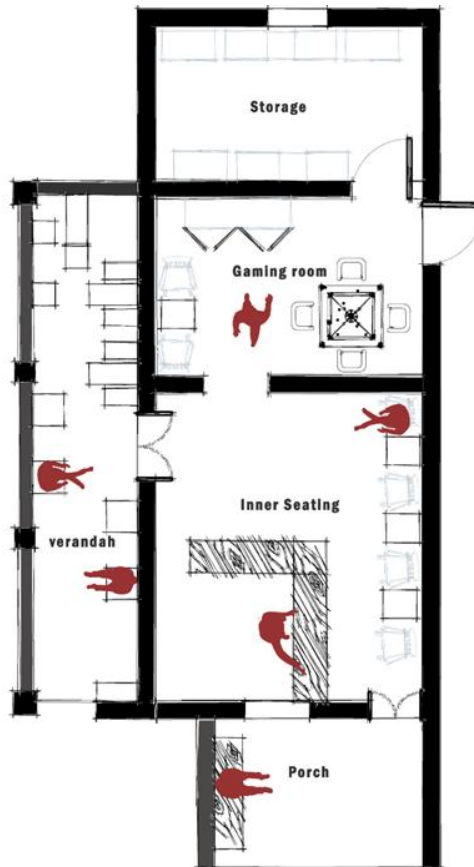 Storage
Gaming room
Inner Seating
verandah
Porch